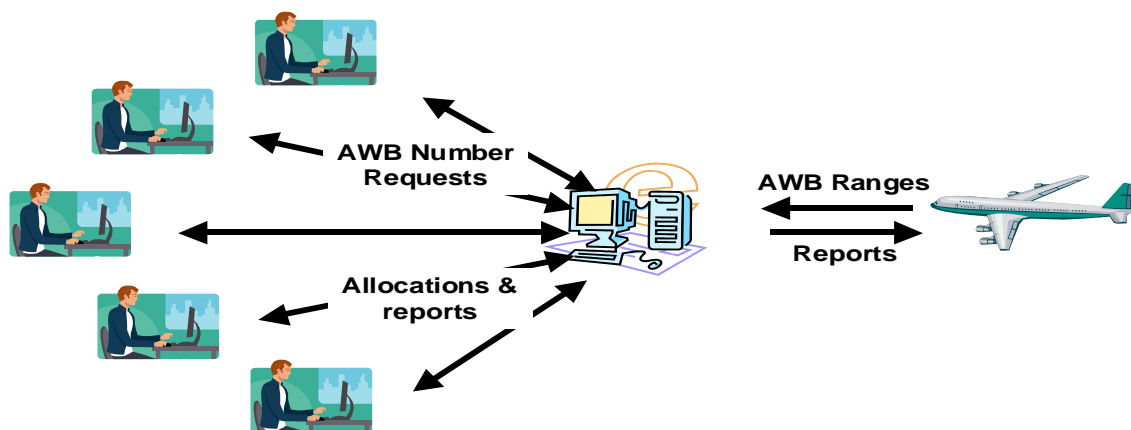 AWB Number
Requests
Allocations &
reports
AWB Ranges
Reports